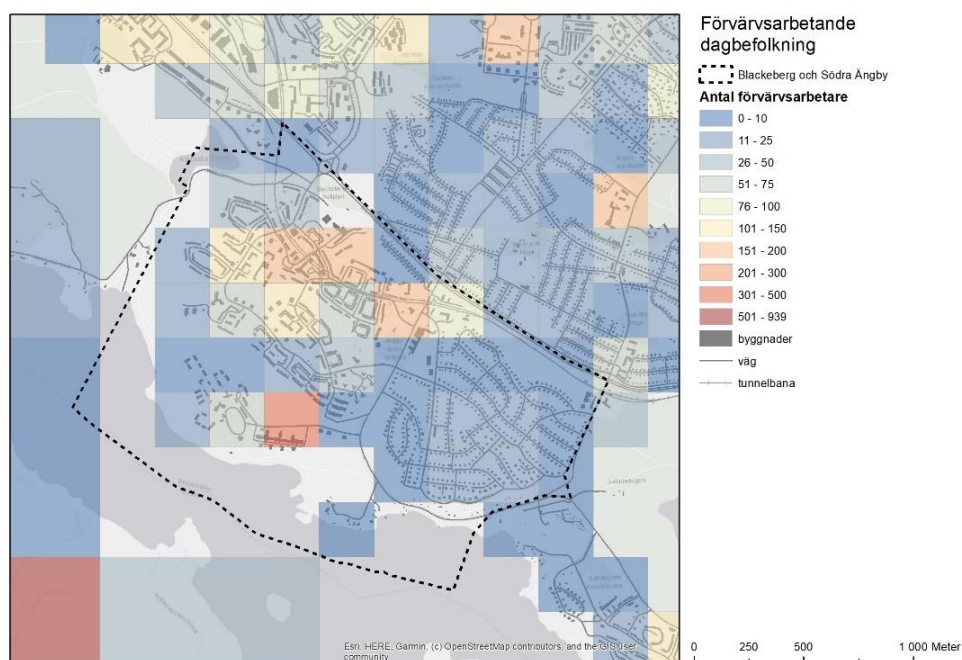 Förvärvsarbetande
dagbefolkning
Blackeberg och Södra Ängby
Antal förvärvsarbetare
0 - 10
11 - 25
26 - 50
51 - 75
76 - 100
101 - 150
151 - 200
201 - 300
301 - 500
501 - 939
byggnader
väg
tunnelbana
Judarskogen
Esri, HERE, Garmin, (c) OpenStreetMap contributors, and the GIS user
community
0 250 500 1 000 Meter